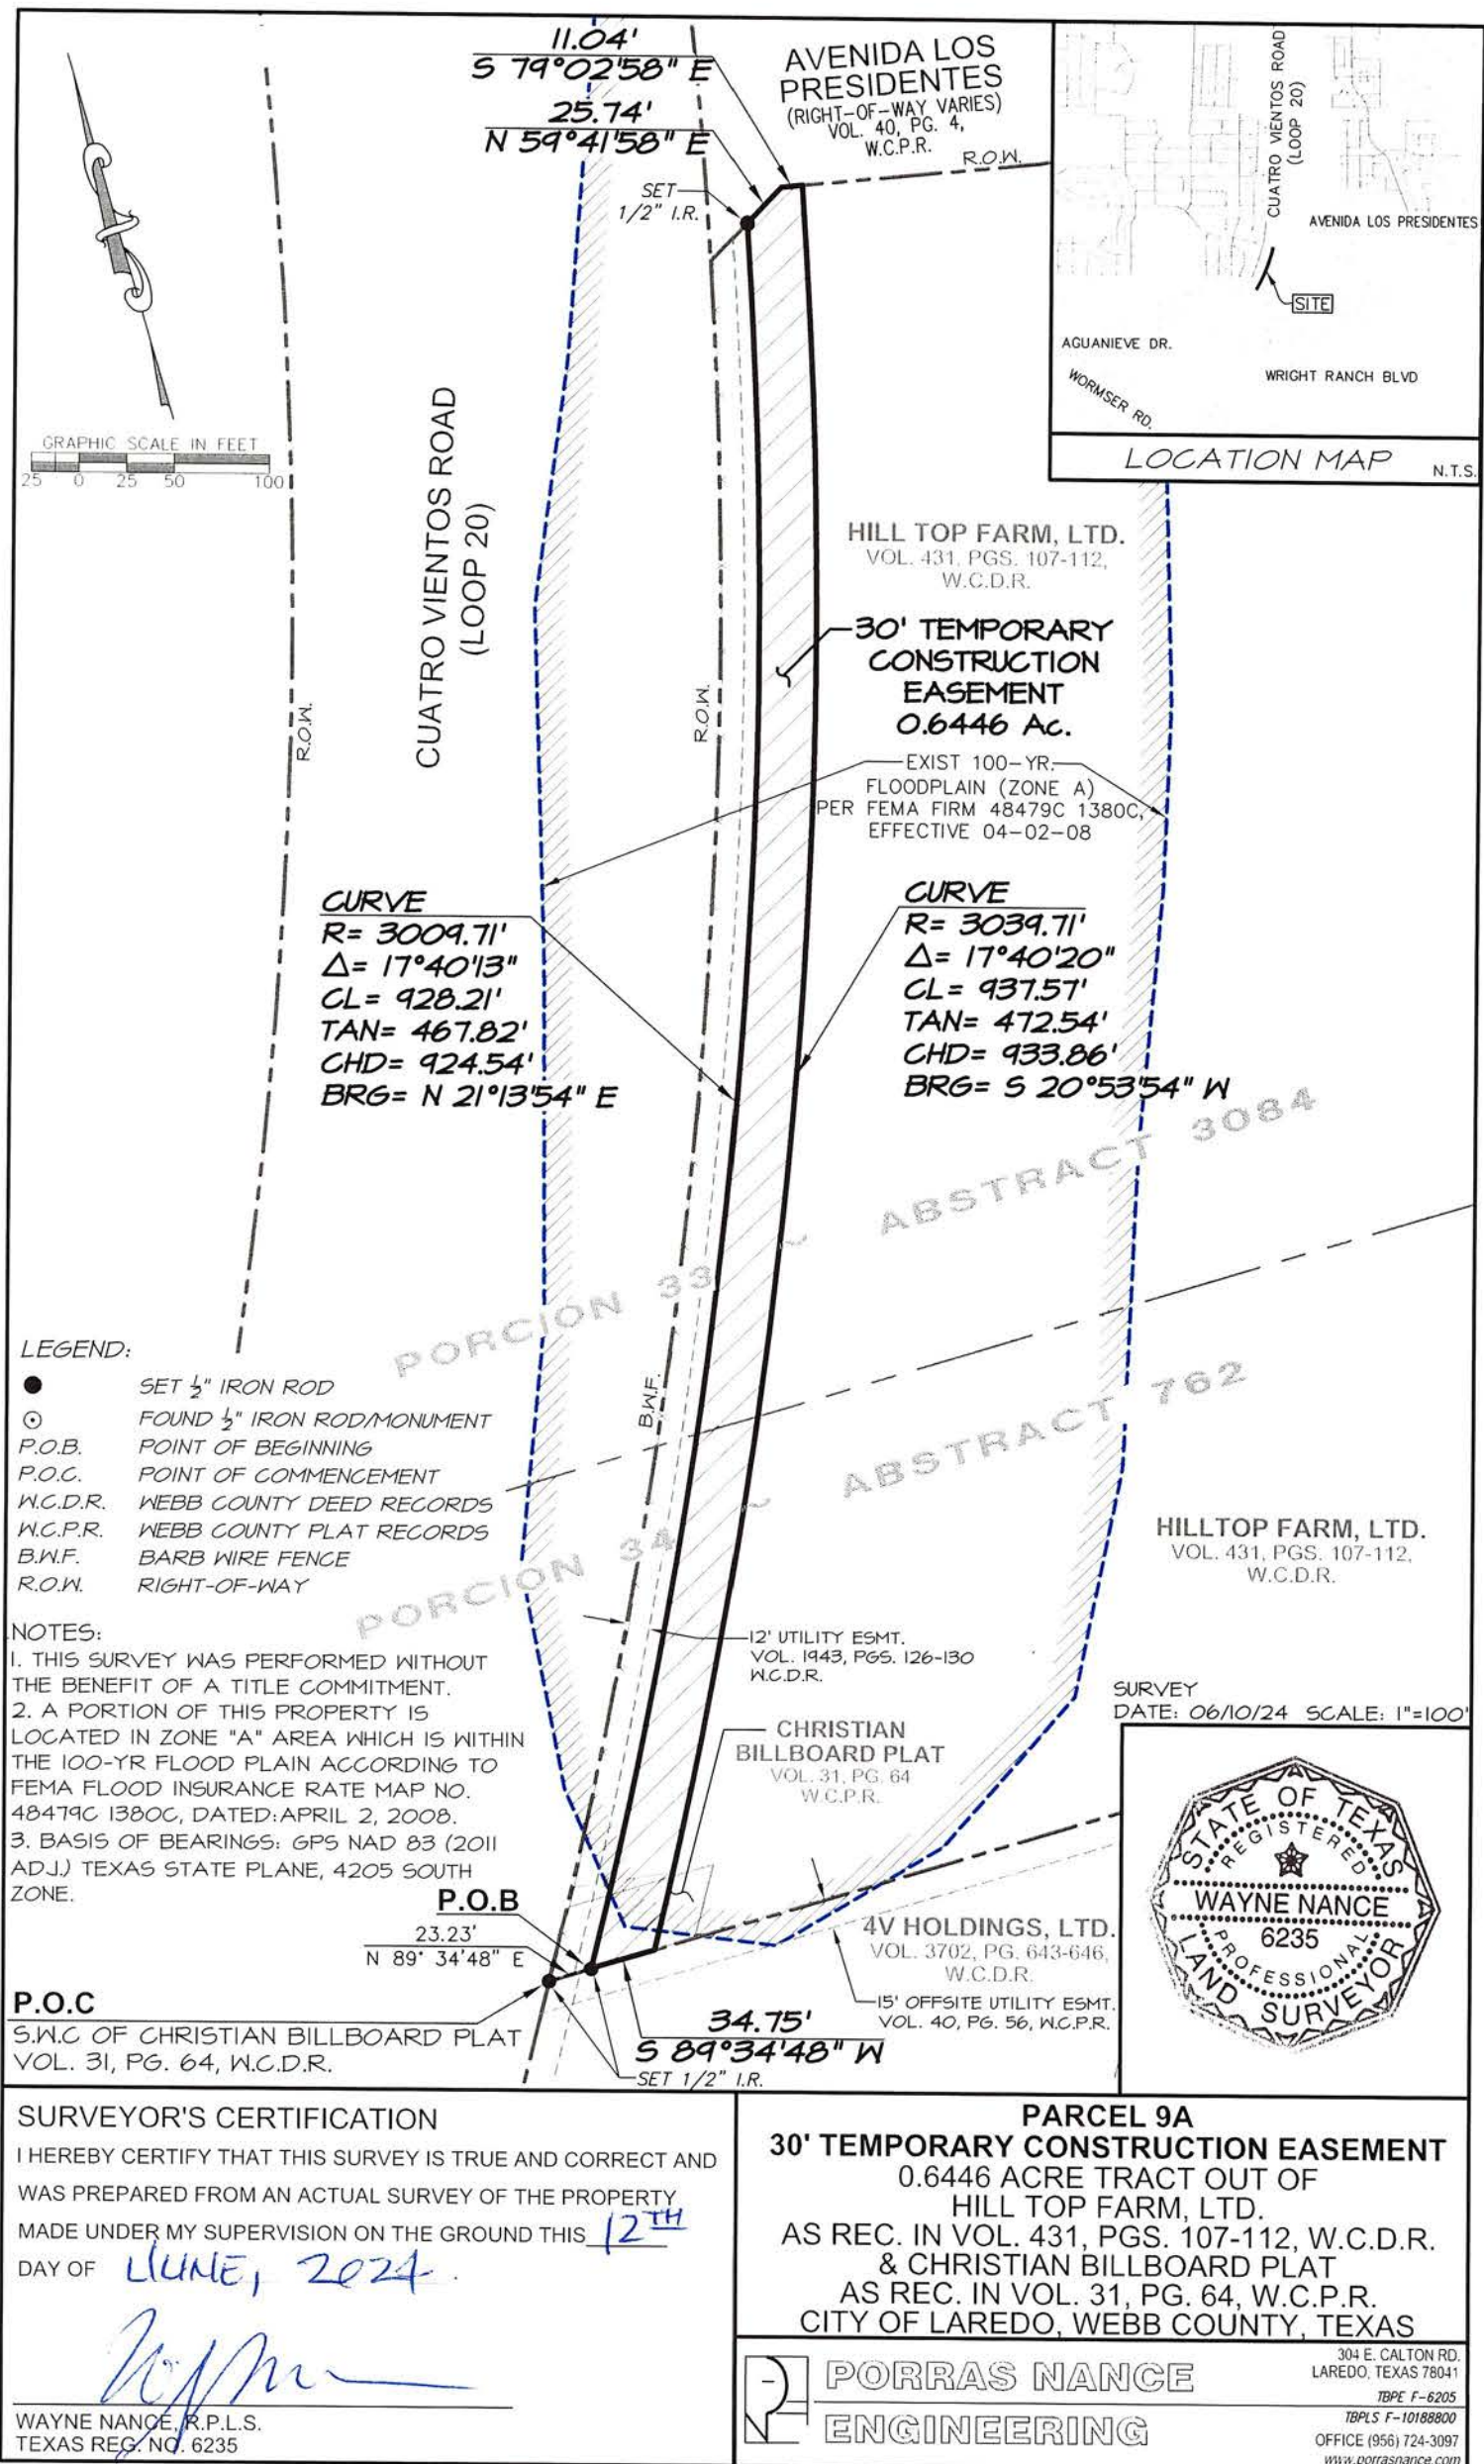 11.04'
S 79°02'58" E
25.74'
N 59°41'58" E
SET
1/2" I.R.
AVENIDA LOS
PRESIDENTES
(RIGHT-OF-WAY VARIES)
VOL. 40, PG. 4,
W.C.P.R.
R.O.W.
CUATRO VIENTOS ROAD
(LOOP 20)
AVENIDA LOS PRESIDENTES
SITE
AGUANIEVE DR.
WORMSER RD.
WRIGHT RANCH BLVD
LOCATION MAP N.T.S.
GRAPHIC SCALE IN FEET
25 0 25 50 100
CUATRO VIENTOS ROAD
(LOOP 20)
R.O.W.
R.O.W.
HILL TOP FARM, LTD.
VOL. 431, PGS. 107-112,
W.C.D.R.
30' TEMPORARY
CONSTRUCTION
EASEMENT
0.6446 Ac.
EXIST 100-YR.
FLOODPLAIN (ZONE A)
PER FEMA FIRM 48479C 1380C,
EFFECTIVE 04-02-08
CURVE
R= 3009.71'
Δ= 17°40'13"
CL= 928.21'
TAN= 467.82'
CHD= 924.54'
BRG= N 21°13'54" E
CURVE
R= 3039.71'
Δ= 17°40'20"
CL= 937.57'
TAN= 472.54'
CHD= 933.86'
BRG= S 20°53'54" W
PORCION 33 ~ ABSTRACT 3084
PORCION 34 ~ ABSTRACT 762
B.W.F.
LEGEND:
SET ½" IRON ROD
FOUND ½" IRON ROD/MONUMENT
P.O.B. POINT OF BEGINNING
P.O.C. POINT OF COMMENCEMENT
W.C.D.R. WEBB COUNTY DEED RECORDS
W.C.P.R. WEBB COUNTY PLAT RECORDS
B.W.F. BARB WIRE FENCE
R.O.W. RIGHT-OF-WAY
HILLTOP FARM, LTD.
VOL. 431, PGS. 107-112,
W.C.D.R.
NOTES:
1. THIS SURVEY WAS PERFORMED WITHOUT
THE BENEFIT OF A TITLE COMMITMENT.
2. A PORTION OF THIS PROPERTY IS
LOCATED IN ZONE "A" AREA WHICH IS WITHIN
THE 100-YR FLOOD PLAIN ACCORDING TO
FEMA FLOOD INSURANCE RATE MAP NO.
48479C 1380C, DATED: APRIL 2, 2008.
3. BASIS OF BEARINGS: GPS NAD 83 (2011
ADJ.) TEXAS STATE PLANE, 4205 SOUTH
ZONE.
12' UTILITY ESMT.
VOL. 1943, PGS. 126-130
W.C.D.R.
CHRISTIAN
BILLBOARD PLAT
VOL. 31, PG. 64
W.C.P.R.
SURVEY
DATE: 06/10/24 SCALE: 1"=100'
STATE OF TEXAS
REGISTERED
WAYNE NANCE
6235
PROFESSIONAL
LAND SURVEYOR
P.O.B
23.23'
N 89° 34'48" E
4V HOLDINGS, LTD.
VOL. 3702, PG. 643-646,
W.C.D.R.
15' OFFSITE UTILITY ESMT.
VOL. 40, PG. 56, W.C.P.R.
P.O.C
S.W.C OF CHRISTIAN BILLBOARD PLAT
VOL. 31, PG. 64, W.C.D.R.
34.75'
S 89°34'48" W
SET 1/2" I.R.
SURVEYOR'S CERTIFICATION
I HEREBY CERTIFY THAT THIS SURVEY IS TRUE AND CORRECT AND
WAS PREPARED FROM AN ACTUAL SURVEY OF THE PROPERTY
MADE UNDER MY SUPERVISION ON THE GROUND THIS 12TH
DAY OF JUNE, 2024.
WAYNE NANCE, R.P.L.S.
TEXAS REG. NO. 6235
PARCEL 9A
30' TEMPORARY CONSTRUCTION EASEMENT
0.6446 ACRE TRACT OUT OF
HILL TOP FARM, LTD.
AS REC. IN VOL. 431, PGS. 107-112, W.C.D.R.
& CHRISTIAN BILLBOARD PLAT
AS REC. IN VOL. 31, PG. 64, W.C.P.R.
CITY OF LAREDO, WEBB COUNTY, TEXAS
PORRAS NANCE
ENGINEERING
304 E. CALTON RD.
LAREDO, TEXAS 78041
TBPE F-6205
TBPLS F-10188800
OFFICE (956) 724-3097
www.porrasnance.com